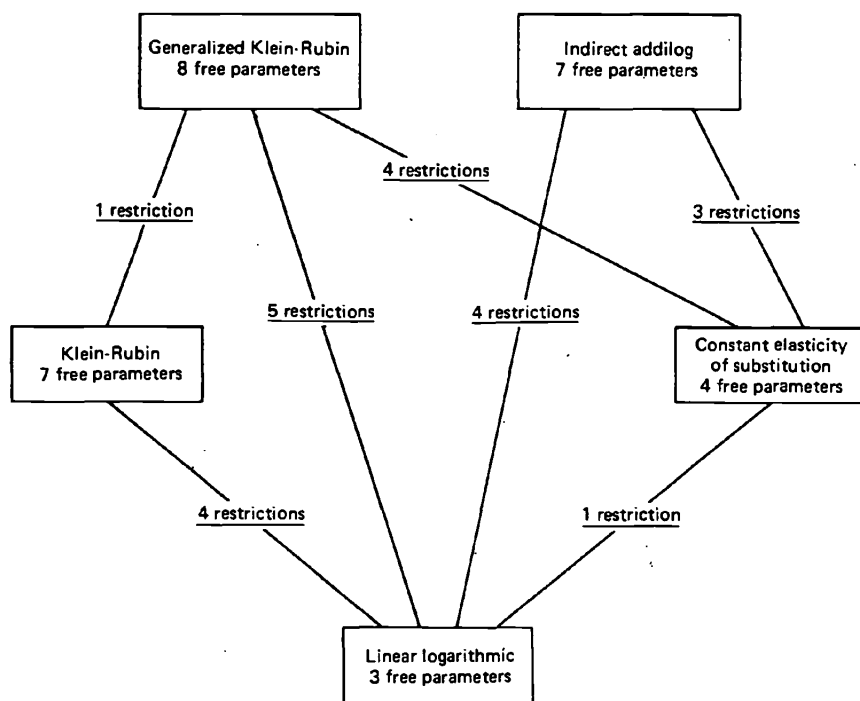 Generalized Klein-Rubin
8 free parameters
Indirect addilog
7 free parameters
4 restrictions
1 restriction
3 restrictions
5 restrictions
4 restrictions
Klein-Rubin
7 free parameters
Constant elasticity
of substitution
4 free parameters
4 restrictions
1 restriction
Linear logarithmic
3 free parameters